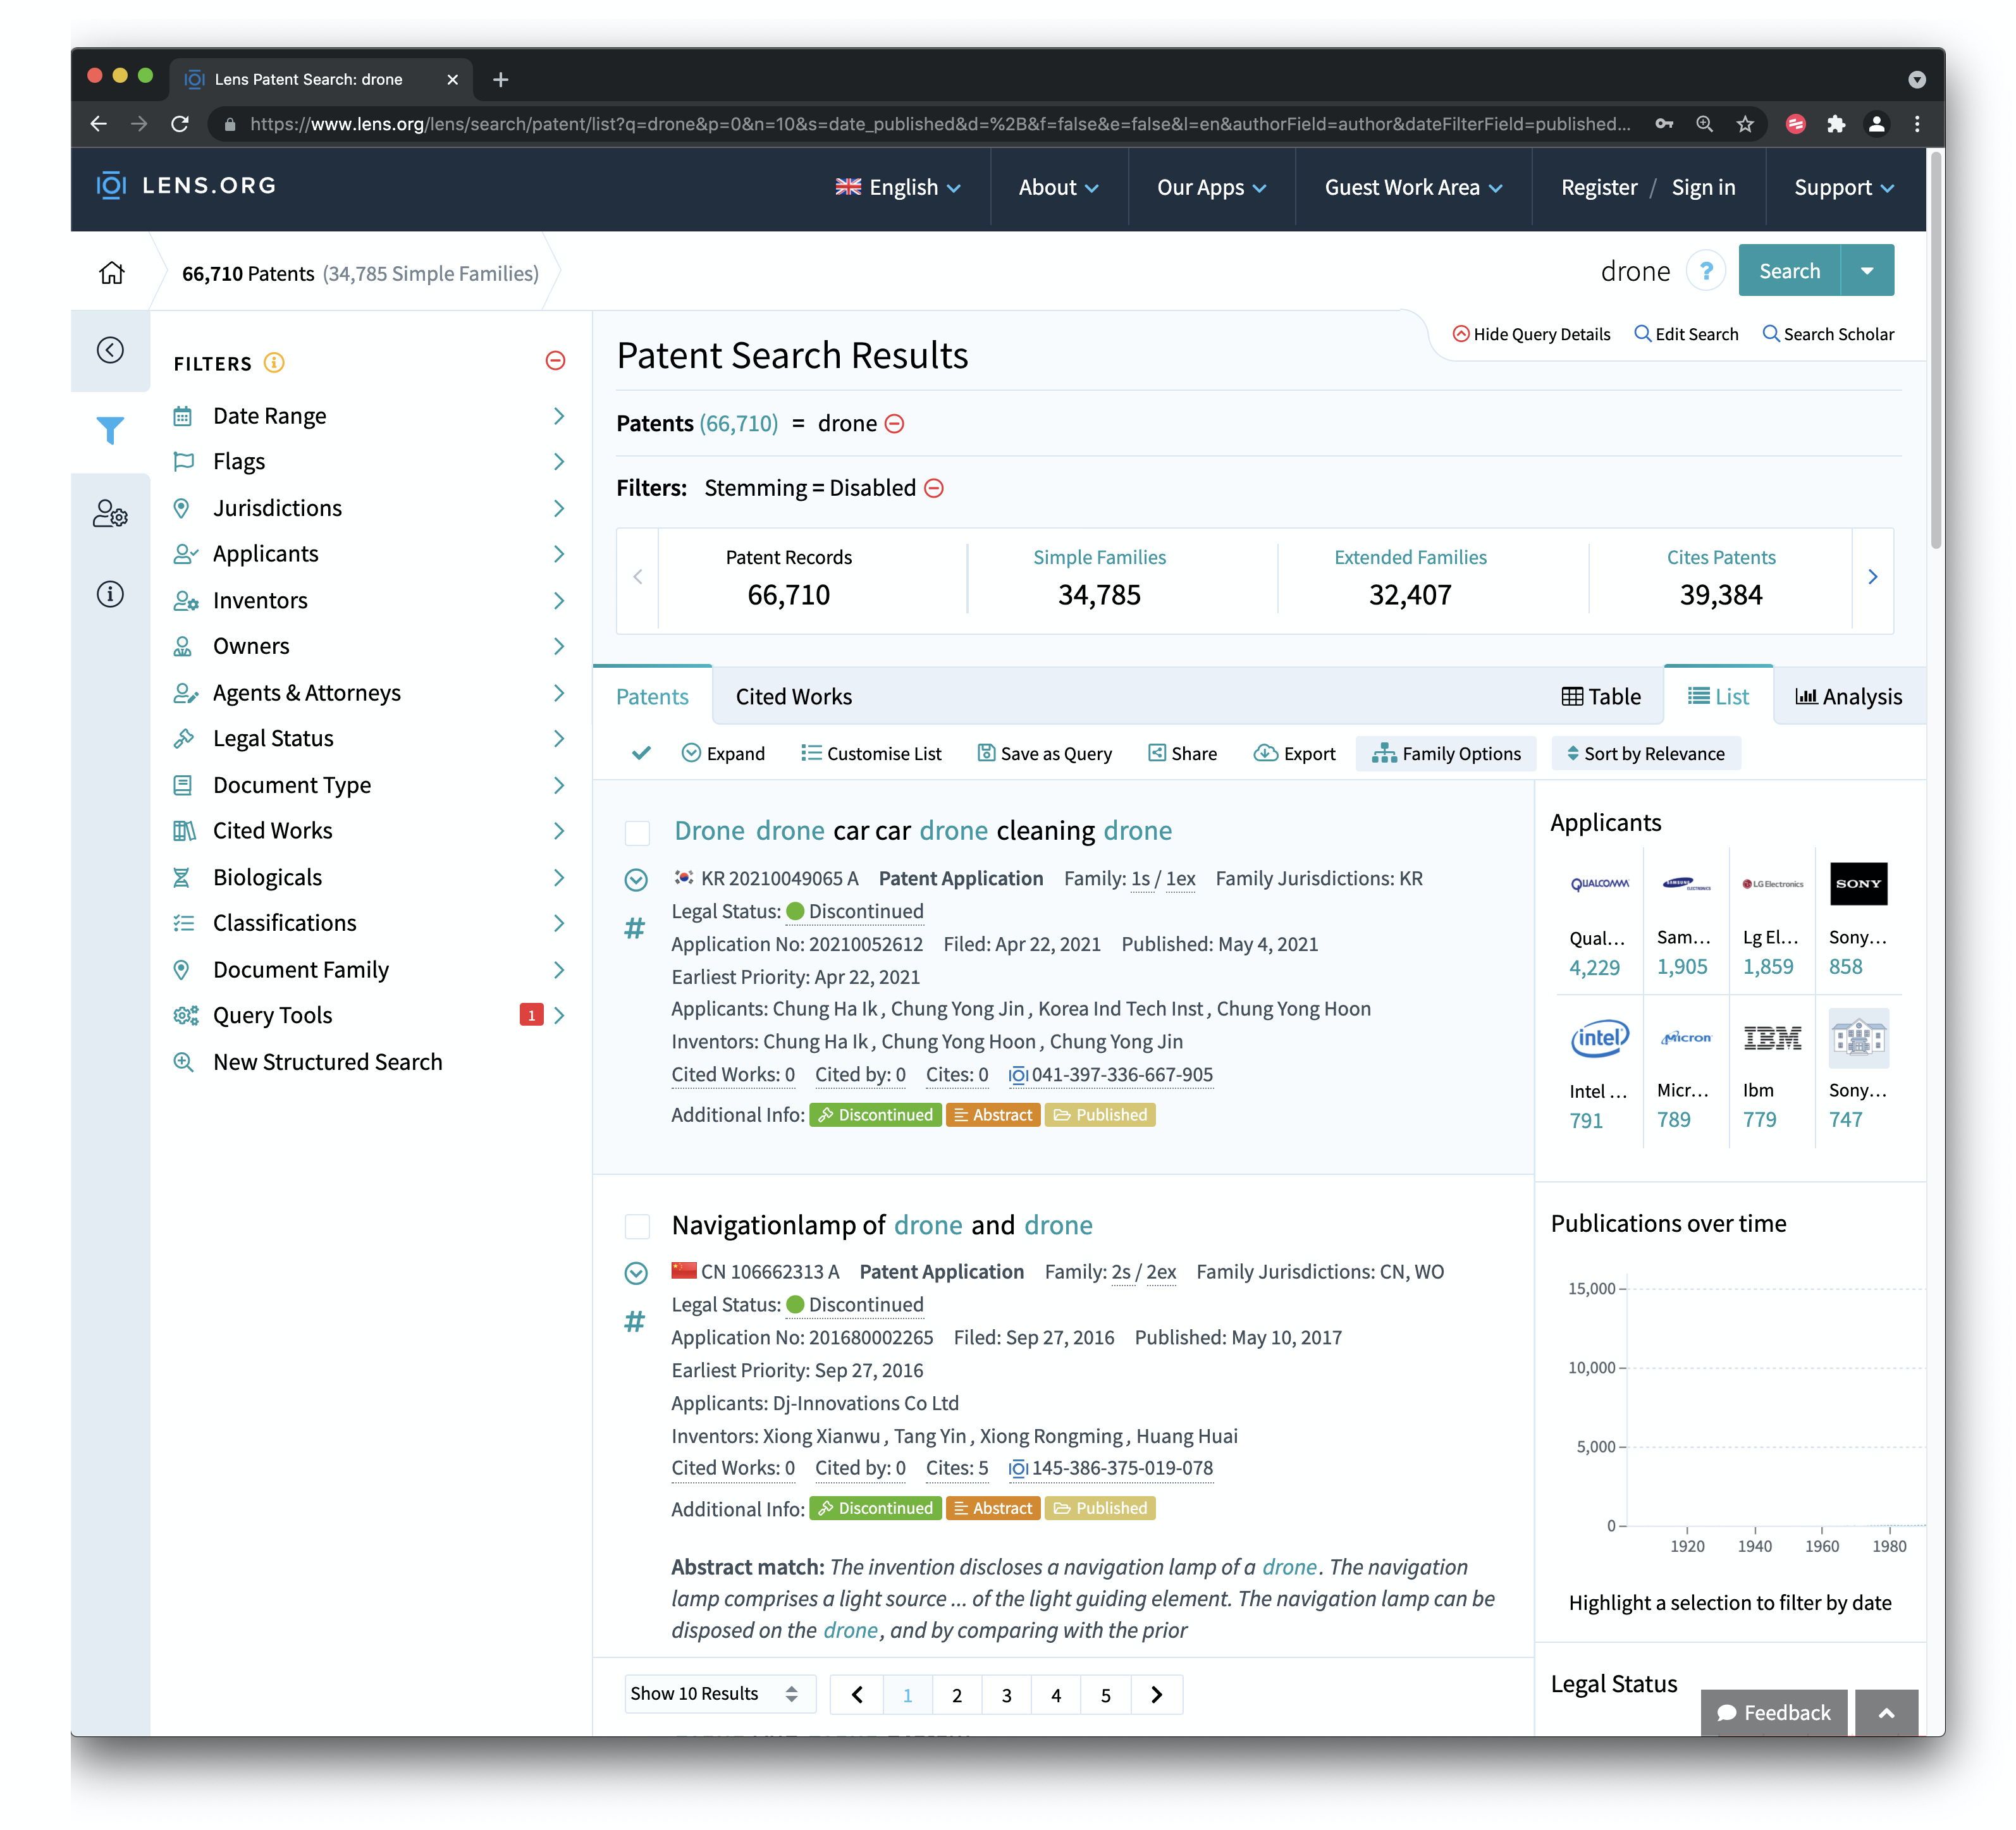 Lens Patent Search: drone
https://www.lens.org/lens/search/patent/list?q=drone&p=0&n=10&s=date_published&d=%2B&f=false&e=false&l=en&authorField=author&dateFilterField=published...
LENS.ORG
English
About
Our Apps
Guest Work Area
Register / Sign in
Support
66,710 Patents (34,785 Simple Families)
drone
?
Search
Hide Query Details
Edit Search
Search Scholar
FILTERS
Date Range
Flags
Jurisdictions
Applicants
Inventors
Owners
Agents & Attorneys
Legal Status
Document Type
Cited Works
Biologicals
Classifications
Document Family
Query Tools 1
New Structured Search
Patent Search Results
Patents (66,710) = drone
Filters: Stemming = Disabled
Patent Records
66,710
Simple Families
34,785
Extended Families
32,407
Cites Patents
39,384
Patents
Cited Works
Table
List
Analysis
Expand
Customise List
Save as Query
Share
Export
Family Options
Sort by Relevance
Drone drone car car drone cleaning drone
KR 20210049065 A Patent Application Family: 1s / 1ex Family Jurisdictions: KR
Legal Status: Discontinued
#
Application No: 20210052612 Filed: Apr 22, 2021 Published: May 4, 2021
Earliest Priority: Apr 22, 2021
Applicants: Chung Ha Ik , Chung Yong Jin , Korea Ind Tech Inst , Chung Yong Hoon
Inventors: Chung Ha Ik , Chung Yong Hoon , Chung Yong Jin
Cited Works: 0 Cited by: 0 Cites: 0 041-397-336-667-905
Additional Info: Discontinued Abstract Published
Navigationlamp of drone and drone
CN 106662313 A Patent Application Family: 2s / 2ex Family Jurisdictions: CN, WO
Legal Status: Discontinued
#
Application No: 201680002265 Filed: Sep 27, 2016 Published: May 10, 2017
Earliest Priority: Sep 27, 2016
Applicants: Dj-Innovations Co Ltd
Inventors: Xiong Xianwu , Tang Yin , Xiong Rongming , Huang Huai
Cited Works: 0 Cited by: 0 Cites: 5 145-386-375-019-078
Additional Info: Discontinued Abstract Published
Abstract match: The invention discloses a navigation lamp of a drone. The navigation
lamp comprises a light source ... of the light guiding element. The navigation lamp can be
disposed on the drone, and by comparing with the prior
Show 10 Results
1 2 3 4 5
Applicants
QUALCOMM
SAMSUNG ELECTRONICS
LG Electronics
SONY
Qual...
4,229
Sam...
1,905
Lg El...
1,859
Sony...
858
intel
Micron
IBM
Intel ...
791
Micr...
789
Ibm
779
Sony...
747
Publications over time
15,000
10,000
5,000
0
1920 1940 1960 1980
Highlight a selection to filter by date
Legal Status
Feedback